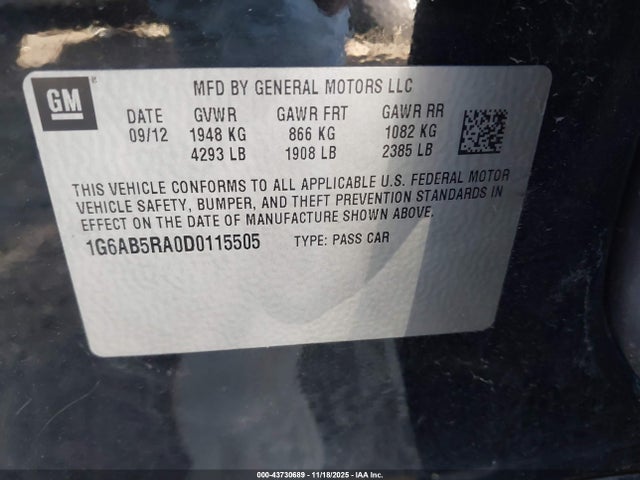 GM
MFD BY GENERAL MOTORS LLC
DATE GVWR GAWR FRT GAWR RR
09/12 1948 KG 866 KG 1082 KG
4293 LB 1908 LB 2385 LB
THIS VEHICLE CONFORMS TO ALL APPLICABLE U.S. FEDERAL MOTOR
VEHICLE SAFETY, BUMPER, AND THEFT PREVENTION STANDARDS IN
EFFECT ON THE DATE OF MANUFACTURE SHOWN ABOVE.
1G6AB5RA0D0115505 TYPE: PASS CAR
000-43730689 | 11/18/2025 - IAA Inc.